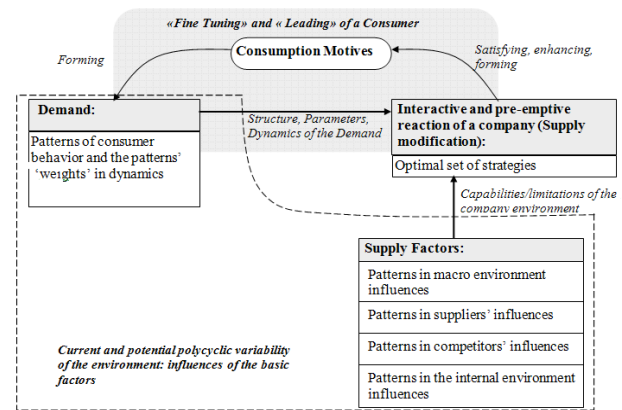 «Fine Tuning» and « Leading» of a Consumer
Consumption Motives
Forming
Satisfying, enhancing,
forming
Demand:
Patterns of consumer
behavior and the patterns’
‘weights’ in dynamics
Structure, Parameters,
Dynamics of the Demand
Interactive and pre-emptive
reaction of a company (Supply
modification):
Optimal set of strategies
Capabilities/limitations of the
company environment
Supply Factors:
Patterns in macro environment
influences
Patterns in suppliers’ influences
Patterns in competitors’ influences
Patterns in the internal environment
influences
Current and potential polycyclic variability
of the environment: influences of the basic
factors